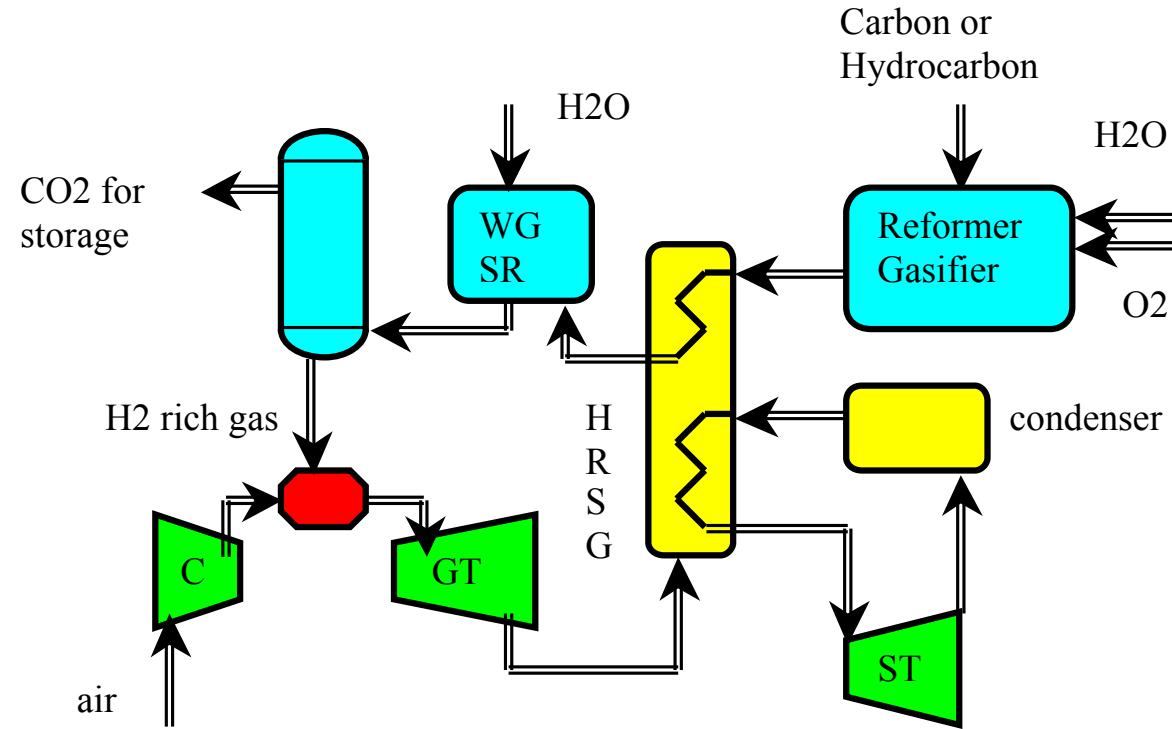 Carbon or
Hydrocarbon
H2O
H2O
CO2 for
storage
WG
SR
Reformer
Gasifier
O2
H2 rich gas
H
R
S
G
condenser
C
GT
ST
air